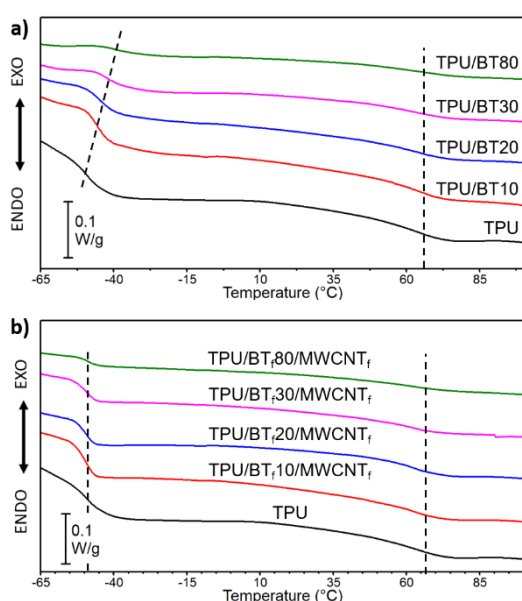 a)
EXO
ENDO
TPU/BT80
TPU/BT30
TPU/BT20
TPU/BT10
TPU
0.1
W/g
-65 -40 -15 10 35 60 85
Temperature (°C)
b)
EXO
ENDO
TPU/BTf80/MWCNTf
TPU/BTf30/MWCNTf
TPU/BTf20/MWCNTf
TPU/BTf10/MWCNTf
TPU
0.1
W/g
-65 -40 -15 10 35 60 85
Temperature (°C)